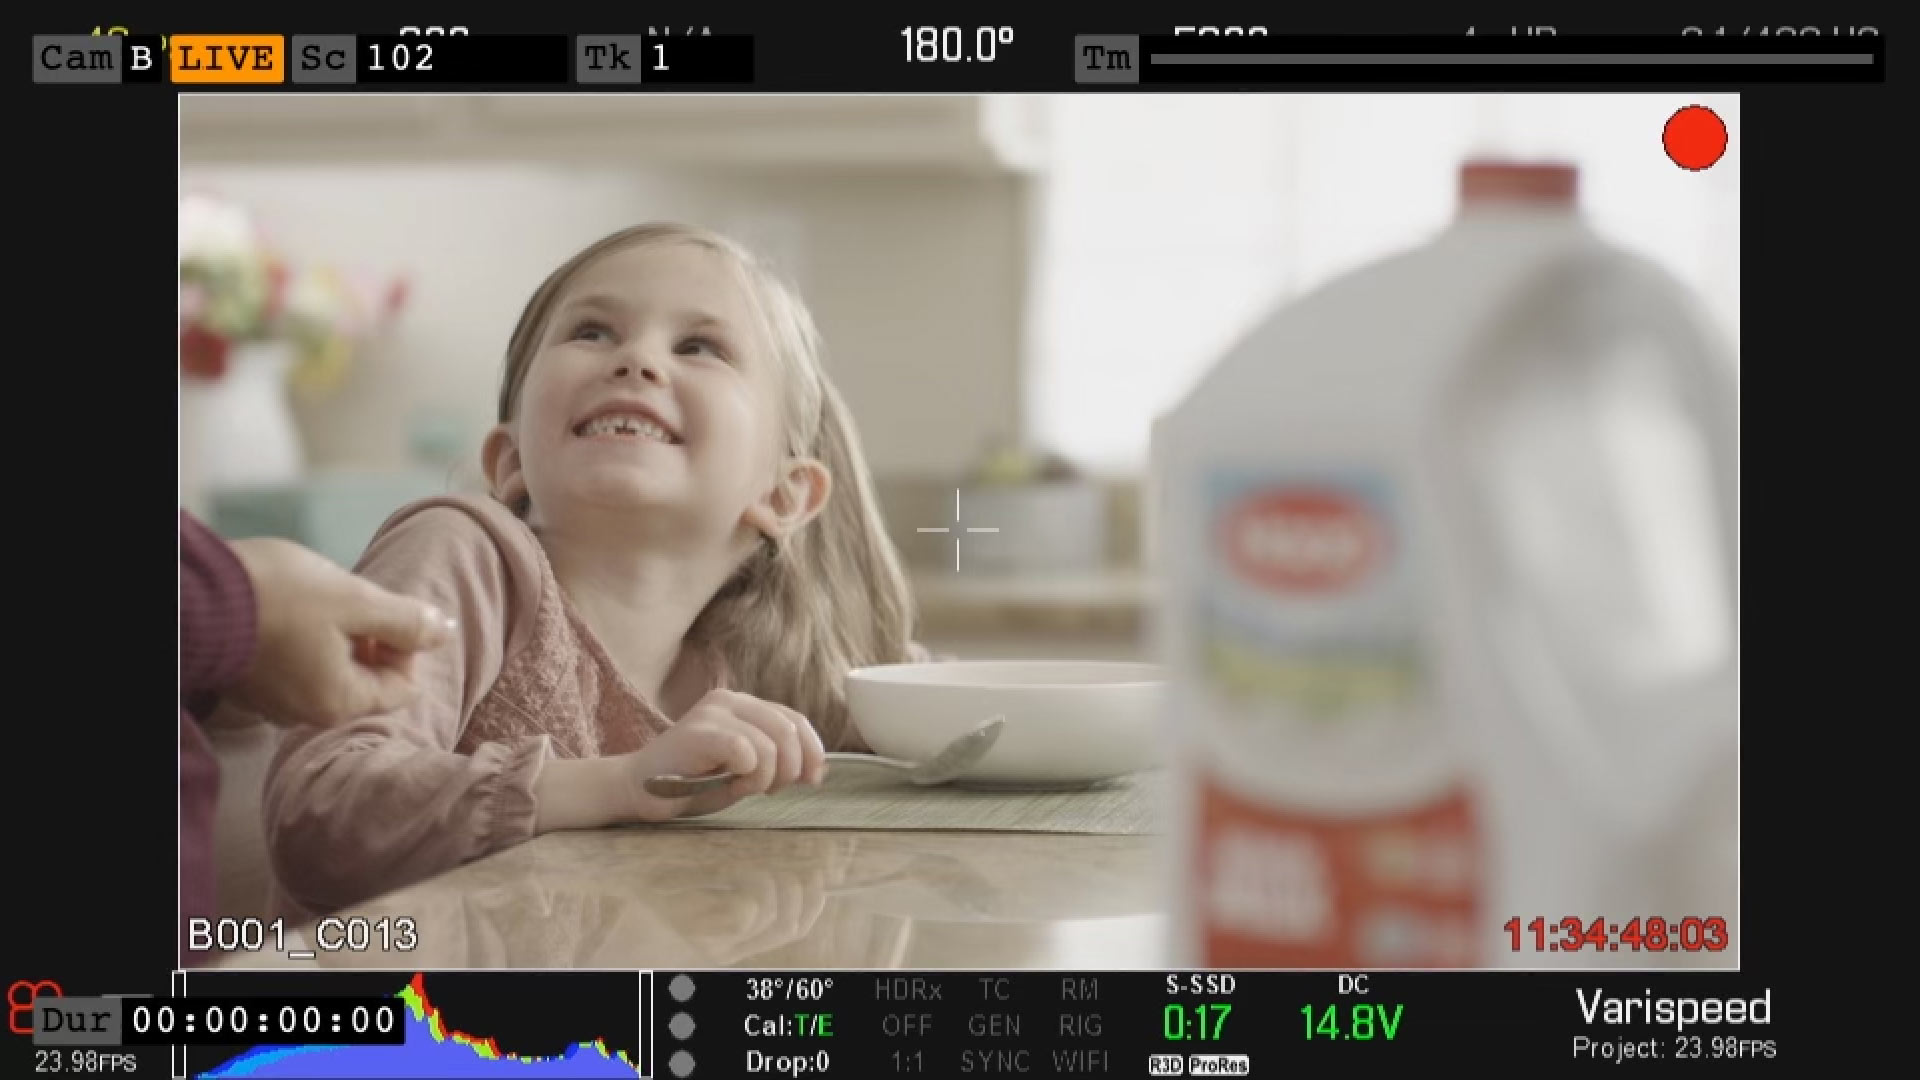 Cam B LIVE Sc 102 Tk 1 180.0° Tm
B001_C013
11:34:48:03
Dur 00:00:00:00
23.98FPS
38°/60°
Cal:T/E
Drop:0
HDRx TC RM
OFF GEN RIG
1:1 SYNC WIFI
S-SSD
0:17
R3D ProRes
DC
14.8V
Varispeed
Project: 23.98FPS